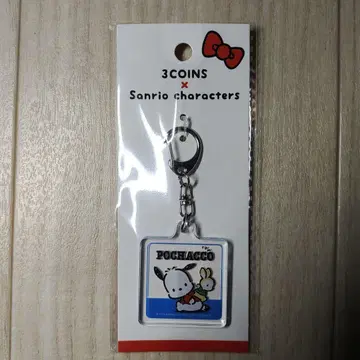 3COINS
×
Sanrio characters
POCHACCO